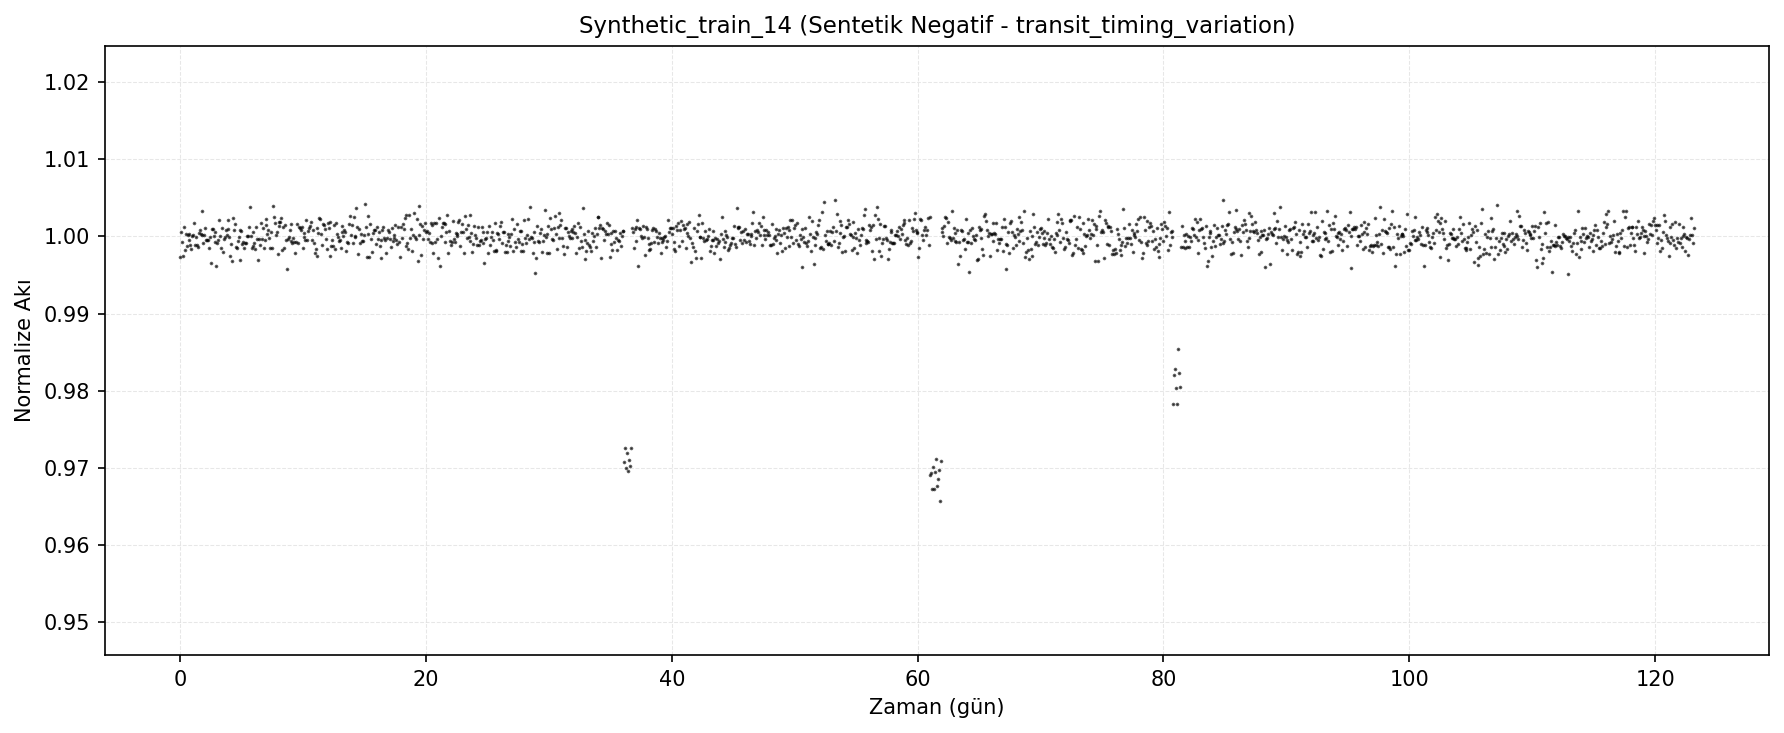 Synthetic_train_14 (Sentetik Negatif - transit_timing_variation)
Normalize Akı
1.02
1.01
1.00
0.99
0.98
0.97
0.96
0.95
0 20 40 60 80 100 120
Zaman (gün)